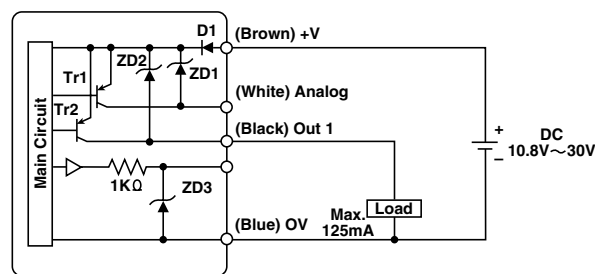 D1
(Brown) +V
ZD2
ZD1
Tr1
(White) Analog
Tr2
(Black) Out 1
+
DC
10.8V～30V
−
Main Circuit
1KΩ
ZD3
Load
Max.
125mA
(Blue) OV